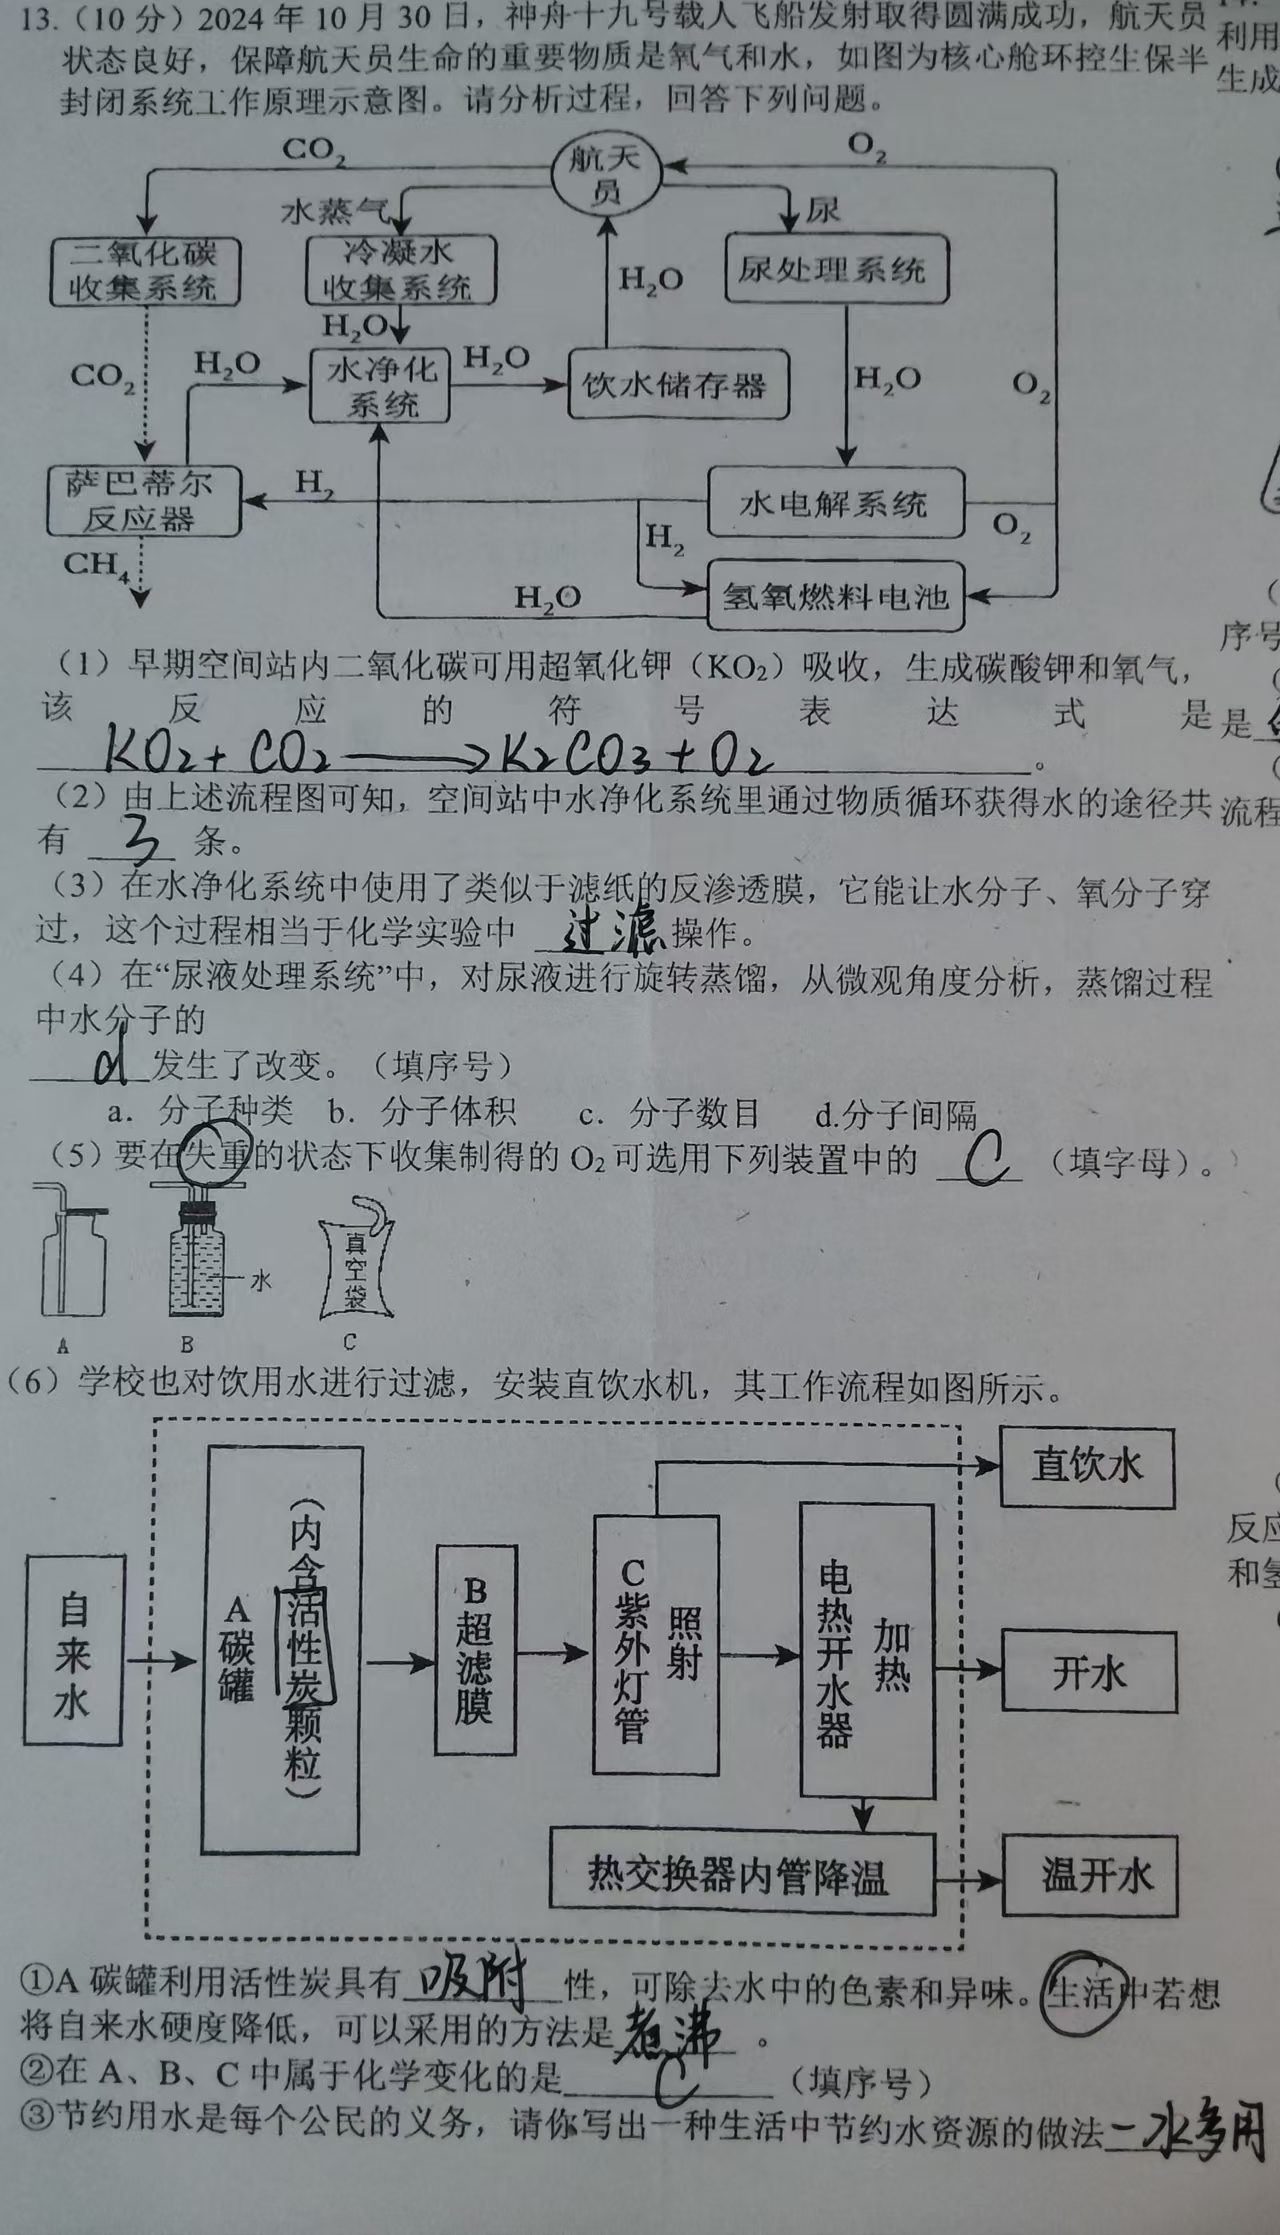 13.（10分）2024年10月30日，神舟十九号载人飞船发射取得圆满成功，航天员
状态良好，保障航天员生命的重要物质是氧气和水，如图为核心舱环控生保半
封闭系统工作原理示意图。请分析过程，回答下列问题。
利用
生成
CO₂
航天员
O₂
水蒸气
尿
二氧化碳
收集系统
冷凝水
收集系统
H₂O
尿处理系统
H₂O
CO₂
H₂O
水净化
系统
H₂O
饮水储存器
H₂O
O₂
萨巴蒂尔
反应器
H₂
水电解系统
O₂
H₂
CH₄
H₂O
氢氧燃料电池
（1）早期空间站内二氧化碳可用超氧化钾（KO₂）吸收，生成碳酸钾和氧气，
序号
该反应的符号表达式是
是
KO₂+ CO₂ ⟶ K₂CO₃ + O₂。
（2）由上述流程图可知，空间站中水净化系统里通过物质循环获得水的途径共
流程
有 3 条。
（3）在水净化系统中使用了类似于滤纸的反渗透膜，它能让水分子、氧分子穿
过，这个过程相当于化学实验中 过滤 操作。
（4）在“尿液处理系统”中，对尿液进行旋转蒸馏，从微观角度分析，蒸馏过程
中水分子的
d 发生了改变。（填序号）
a．分子种类 b．分子体积 c．分子数目 d.分子间隔
（5）要在失重的状态下收集制得的 O₂可选用下列装置中的 C （填字母）。
水
真空袋
A B C
（6）学校也对饮用水进行过滤，安装直饮水机，其工作流程如图所示。
直饮水
反应
和氢
自来水
A碳罐
（内含活性炭颗粒）
B超滤膜
C紫外灯管
照射
电热开水器
加热
开水
热交换器内管降温
温开水
①A 碳罐利用活性炭具有 吸附 性，可除去水中的色素和异味。生活中若想
将自来水硬度降低，可以采用的方法是 煮沸 。
②在 A、B、C 中属于化学变化的是 C （填序号）
③节约用水是每个公民的义务，请你写出一种生活中节约水资源的做法 一水多用